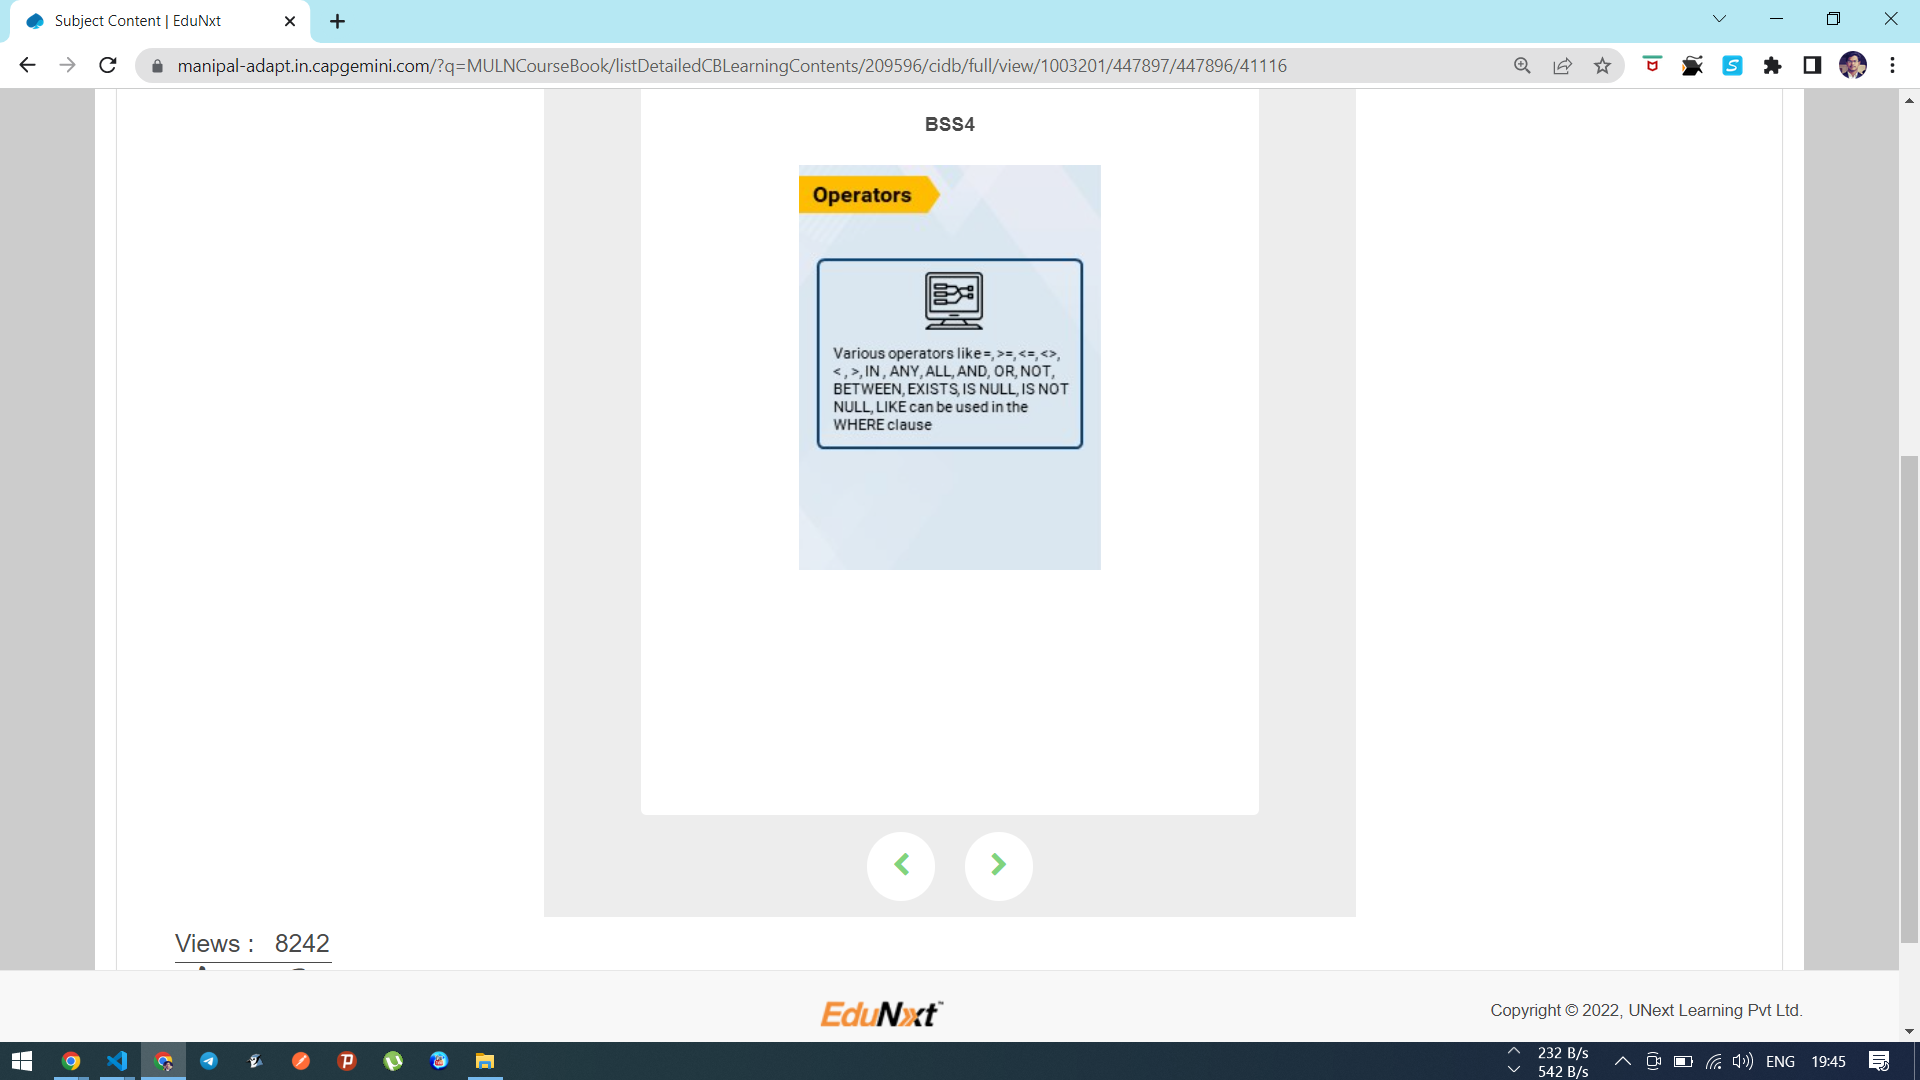 Subject Content | EduNxt
manipal-adapt.in.capgemini.com/?q=MULNCourseBook/listDetailedCBLearningContents/209596/cidb/full/view/1003201/447897/447896/41116
BSS4
Operators
Various operators like =, >=, <=, <>,
< , >, IN , ANY, ALL, AND, OR, NOT,
BETWEEN, EXISTS, IS NULL, IS NOT
NULL, LIKE can be used in the
WHERE clause
Views : 8242
EduNxt
Copyright © 2022, UNext Learning Pvt Ltd.
232 B/s
542 B/s
ENG
19:45